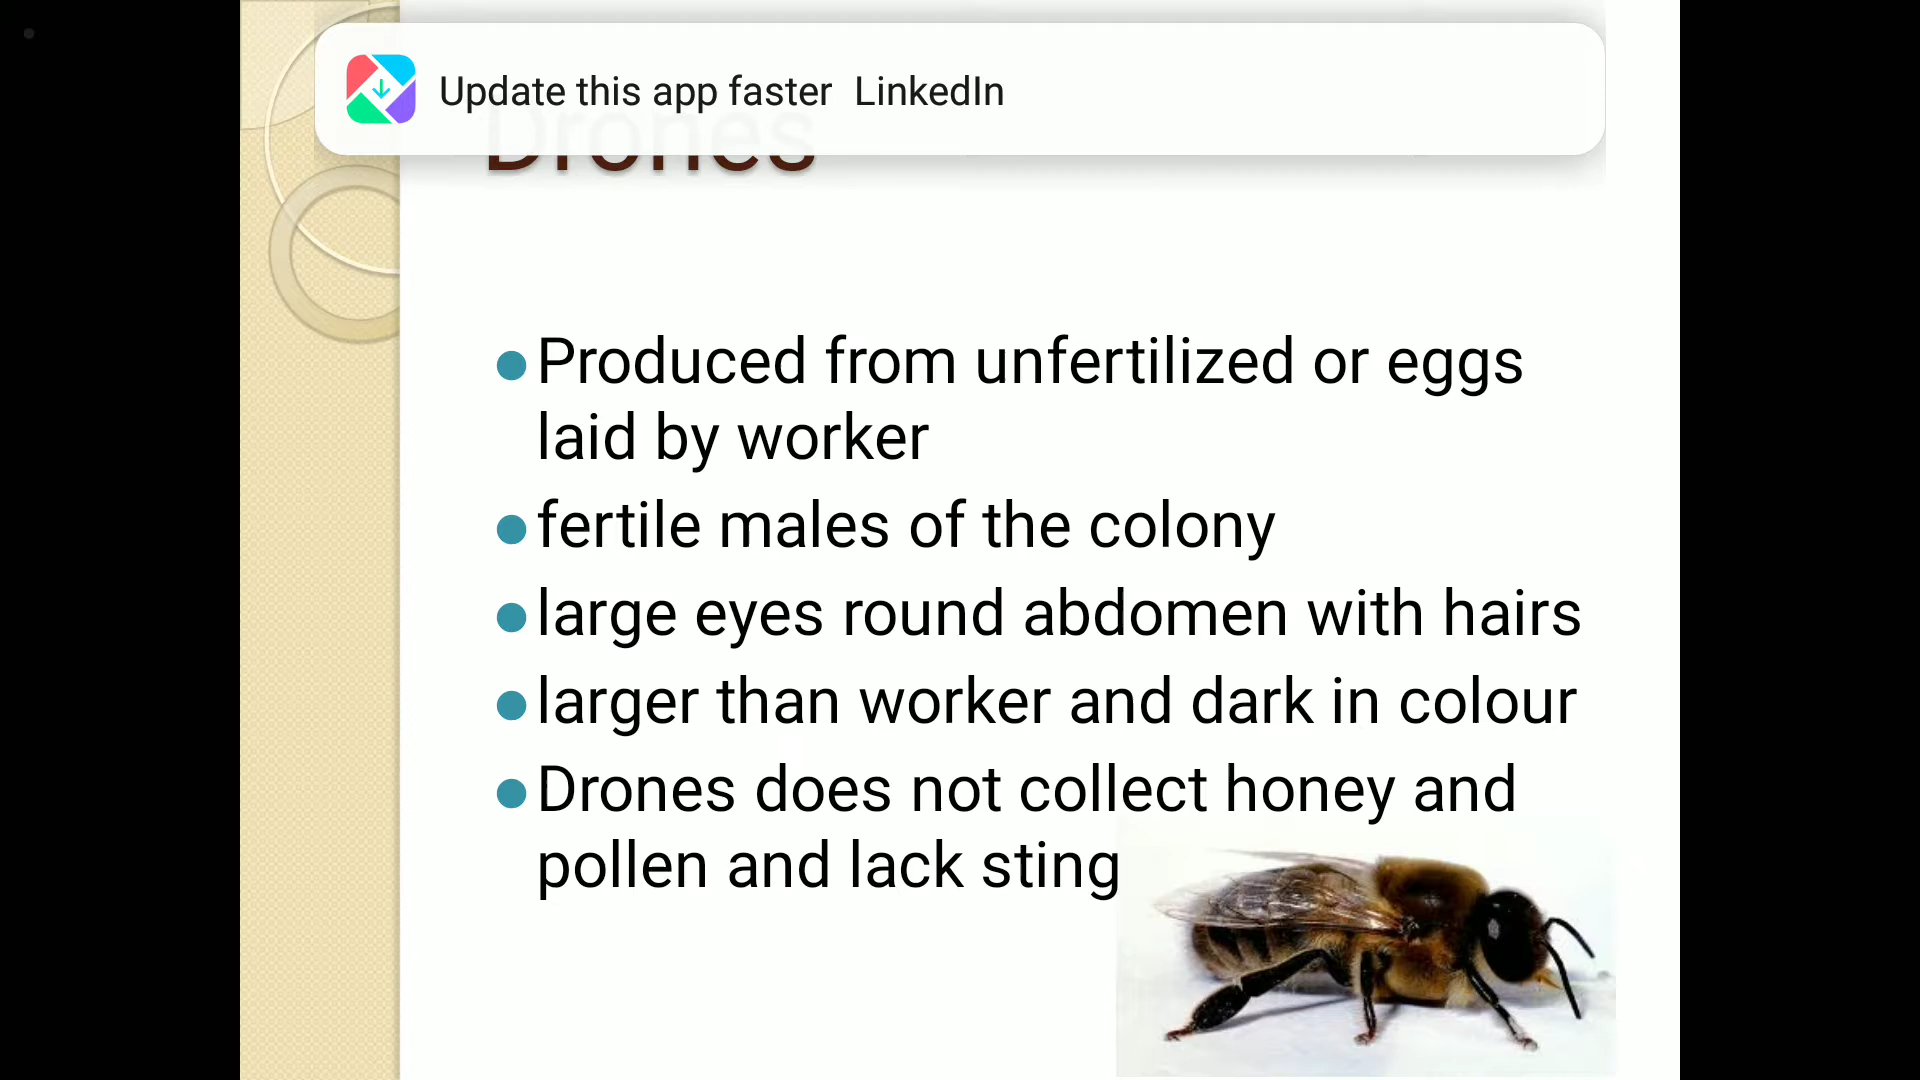 Update this app faster LinkedIn
Drones
Produced from unfertilized or eggs
laid by worker
fertile males of the colony
large eyes round abdomen with hairs
larger than worker and dark in colour
Drones does not collect honey and
pollen and lack sting